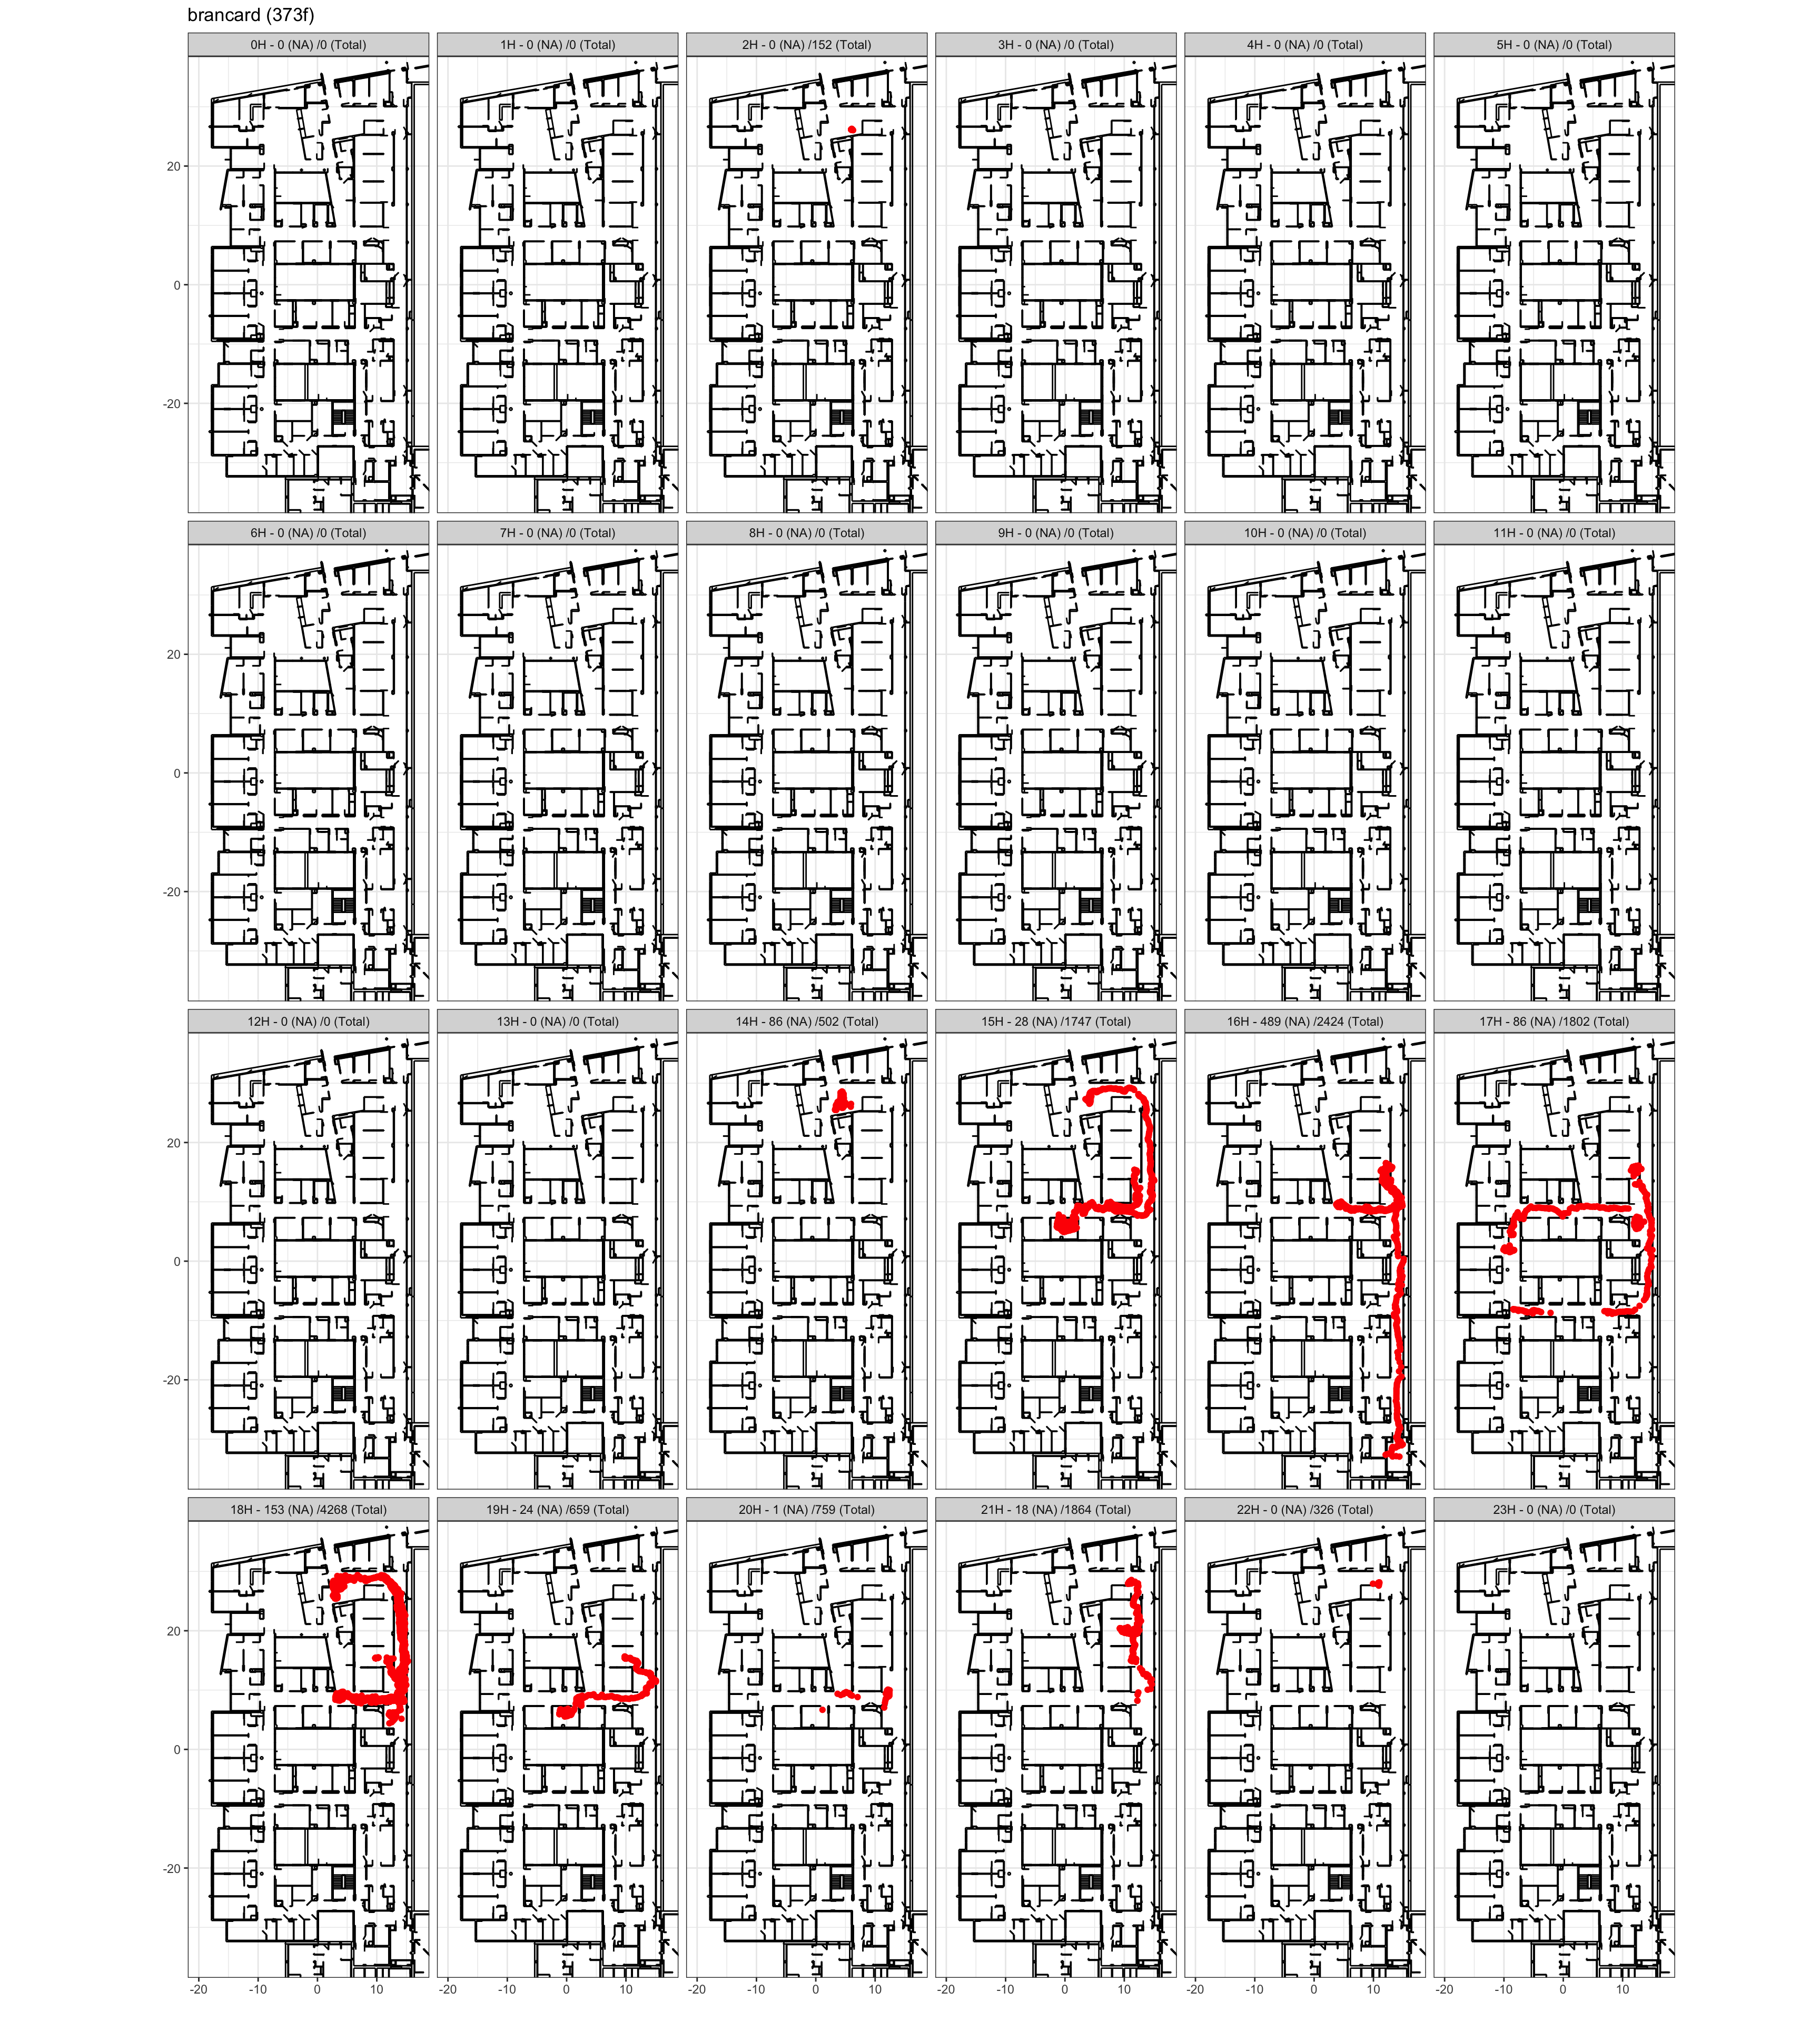 brancard (373f)
0H - 0 (NA) /0 (Total) 1H - 0 (NA) /0 (Total) 2H - 0 (NA) /152 (Total) 3H - 0 (NA) /0 (Total) 4H - 0 (NA) /0 (Total) 5H - 0 (NA) /0 (Total)
20
0
-20
6H - 0 (NA) /0 (Total) 7H - 0 (NA) /0 (Total) 8H - 0 (NA) /0 (Total) 9H - 0 (NA) /0 (Total) 10H - 0 (NA) /0 (Total) 11H - 0 (NA) /0 (Total)
20
0
-20
12H - 0 (NA) /0 (Total) 13H - 0 (NA) /0 (Total) 14H - 86 (NA) /502 (Total) 15H - 28 (NA) /1747 (Total) 16H - 489 (NA) /2424 (Total) 17H - 86 (NA) /1802 (Total)
20
0
-20
18H - 153 (NA) /4268 (Total) 19H - 24 (NA) /659 (Total) 20H - 1 (NA) /759 (Total) 21H - 18 (NA) /1864 (Total) 22H - 0 (NA) /326 (Total) 23H - 0 (NA) /0 (Total)
20
0
-20
-20 -10 0 10 -20 -10 0 10 -20 -10 0 10 -20 -10 0 10 -20 -10 0 10 -20 -10 0 10